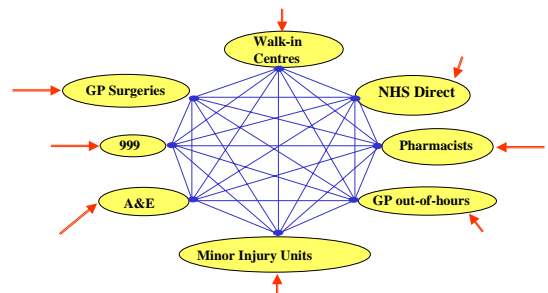 Walk-in
Centres
GP Surgeries
NHS Direct
999
Pharmacists
A&E
GP out-of-hours
Minor Injury Units